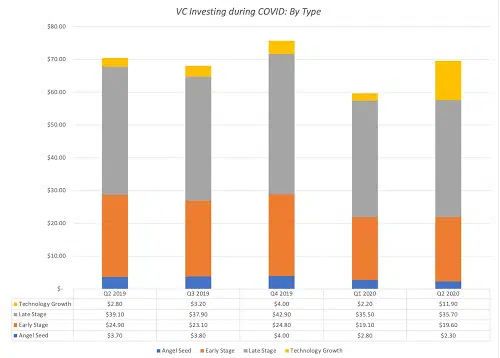 VC Investing during COVID: By Type
$80.00
$70.00
$60.00
$50.00
$40.00
$30.00
$20.00
$10.00
$-
Q2 2019 Q3 2019 Q4 2019 Q1 2020 Q2 2020
Technology Growth $2.80 $3.20 $4.00 $2.20 $11.90
Late Stage $39.10 $37.90 $42.90 $35.50 $35.70
Early Stage $24.90 $23.10 $24.80 $19.10 $19.60
Angel Seed $3.70 $3.80 $4.00 $2.80 $2.30
Angel Seed Early Stage Late Stage Technology Growth